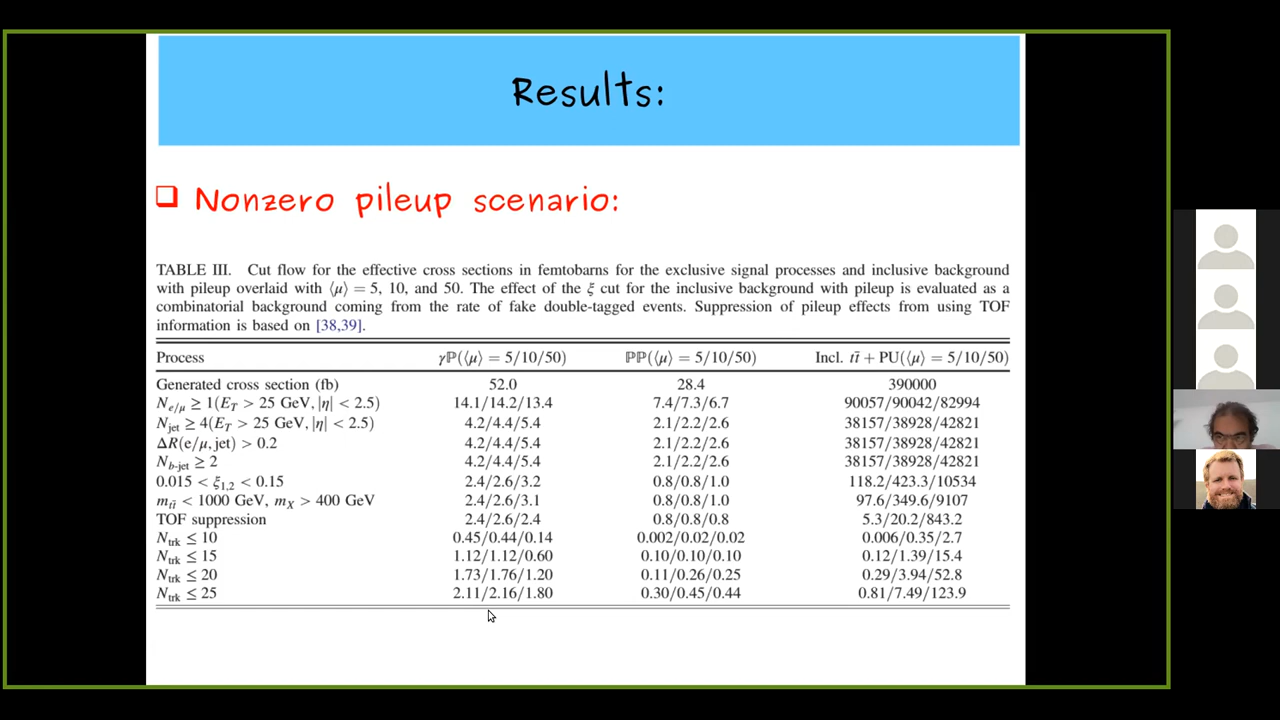 Results:
❑ Nonzero pileup scenario:
TABLE III. Cut flow for the effective cross sections in femtobarns for the exclusive signal processes and inclusive background
with pileup overlaid with ⟨μ⟩ = 5, 10, and 50. The effect of the ξ cut for the inclusive background with pileup is evaluated as a
combinatorial background coming from the rate of fake double-tagged events. Suppression of pileup effects from using TOF
information is based on [38,39].
Process γℙ(⟨μ⟩ = 5/10/50) ℙℙ(⟨μ⟩ = 5/10/50) Incl. tt̄ + PU(⟨μ⟩ = 5/10/50)
Generated cross section (fb) 52.0 28.4 390000
N_e/μ ≥ 1(E_T > 25 GeV, |η| < 2.5) 14.1/14.2/13.4 7.4/7.3/6.7 90057/90042/82994
N_jet ≥ 4(E_T > 25 GeV, |η| < 2.5) 4.2/4.4/5.4 2.1/2.2/2.6 38157/38928/42821
ΔR(e/μ, jet) > 0.2 4.2/4.4/5.4 2.1/2.2/2.6 38157/38928/42821
N_b-jet ≥ 2 4.2/4.4/5.4 2.1/2.2/2.6 38157/38928/42821
0.015 < ξ_1,2 < 0.15 2.4/2.6/3.2 0.8/0.8/1.0 118.2/423.3/10534
m_tt̄ < 1000 GeV, m_X > 400 GeV 2.4/2.6/3.1 0.8/0.8/1.0 97.6/349.6/9107
TOF suppression 2.4/2.6/2.4 0.8/0.8/0.8 5.3/20.2/843.2
N_trk ≤ 10 0.45/0.44/0.14 0.002/0.02/0.02 0.006/0.35/2.7
N_trk ≤ 15 1.12/1.12/0.60 0.10/0.10/0.10 0.12/1.39/15.4
N_trk ≤ 20 1.73/1.76/1.20 0.11/0.26/0.25 0.29/3.94/52.8
N_trk ≤ 25 2.11/2.16/1.80 0.30/0.45/0.44 0.81/7.49/123.9